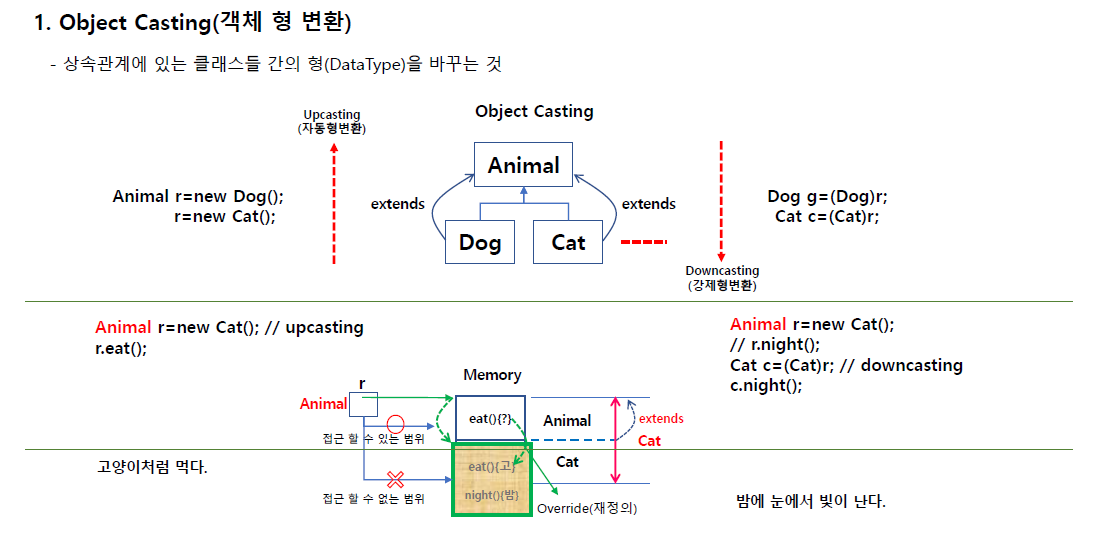 1. Object Casting(객체 형 변환)
- 상속관계에 있는 클래스들 간의 형(DataType)을 바꾸는 것
Object Casting
Upcasting
(자동형변환)
Animal
Animal r=new Dog();
r=new Cat();
extends
extends
Dog g=(Dog)r;
Cat c=(Cat)r;
Dog
Cat
Downcasting
(강제형변환)
Animal r=new Cat(); // upcasting
r.eat();
Animal r=new Cat();
// r.night();
Cat c=(Cat)r; // downcasting
c.night();
Memory
r
Animal
eat(){?}
Animal
extends
Cat
접근 할 수 있는 범위
고양이처럼 먹다.
eat(){고}
Cat
night(){밤}
접근 할 수 없는 범위
Override(재정의)
밤에 눈에서 빛이 난다.